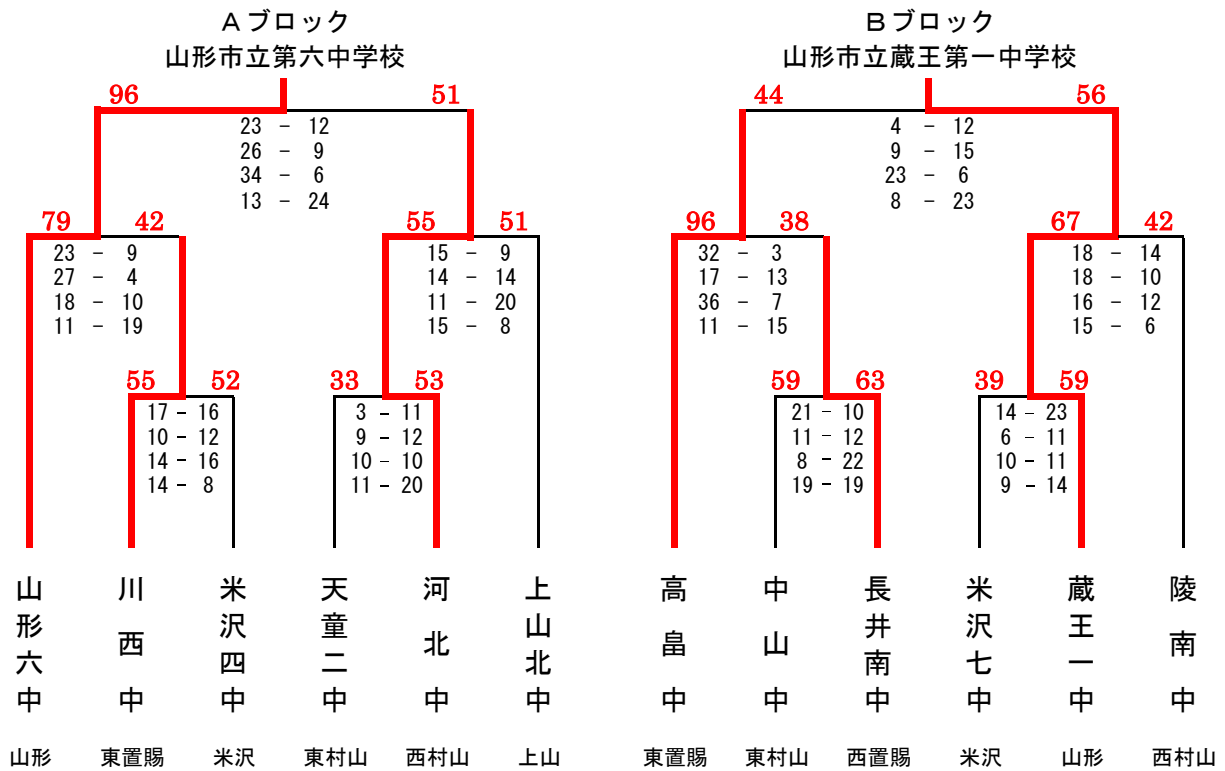 Aブロック
山形市立第六中学校
96 51
23 - 12
26 - 9
34 - 6
13 - 24
79 42
23 - 9
27 - 4
18 - 10
11 - 19
55 51
15 - 9
14 - 14
11 - 20
15 - 8
55 52
17 - 16
10 - 12
14 - 16
14 - 8
33 53
3 - 11
9 - 12
10 - 10
11 - 20
山形六中
川西中
米沢四中
天童二中
河北中
上山北中
山形 東置賜 米沢 東村山 西村山 上山
Bブロック
山形市立蔵王第一中学校
44 56
4 - 12
9 - 15
23 - 6
8 - 23
96 38
32 - 3
17 - 13
36 - 7
11 - 15
67 42
18 - 14
18 - 10
16 - 12
15 - 6
59 63
21 - 10
11 - 12
8 - 22
19 - 19
39 59
14 - 23
6 - 11
10 - 11
9 - 14
高畠中
中山中
長井南中
米沢七中
蔵王一中
陵南中
東置賜 東村山 西置賜 米沢 山形 西村山